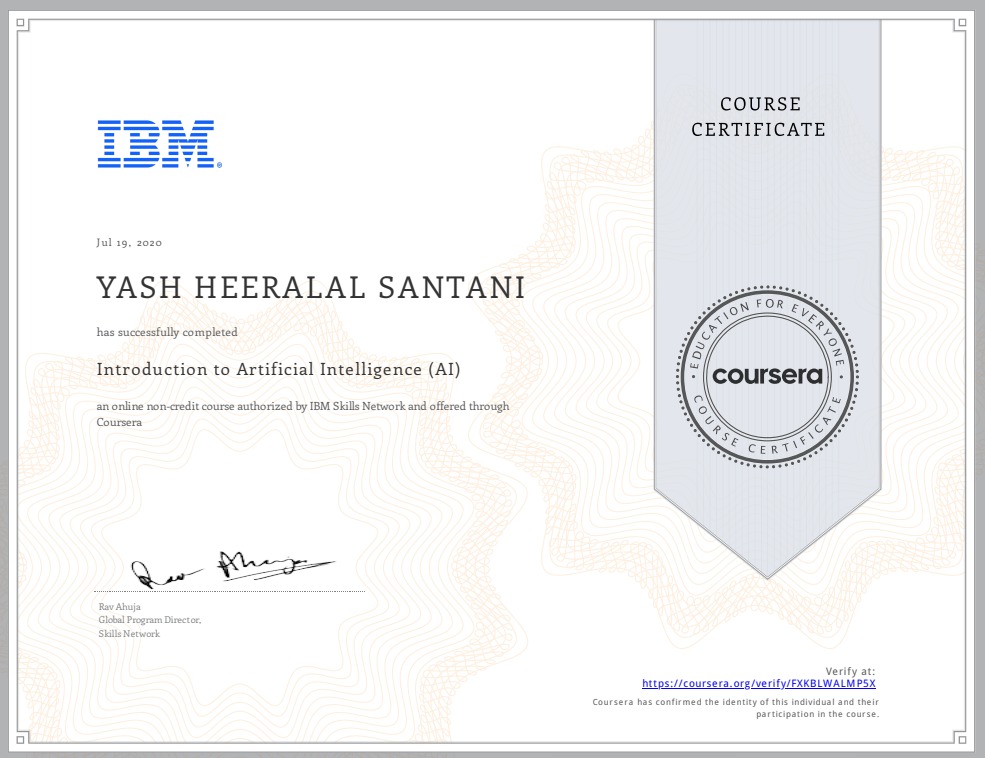 IBM®
COURSE
CERTIFICATE
Jul 19, 2020
YASH HEERALAL SANTANI
has successfully completed
Introduction to Artificial Intelligence (AI)
an online non-credit course authorized by IBM Skills Network and offered through
Coursera
EDUCATION FOR EVERYONE
coursera
COURSE CERTIFICATE
Rav Ahuja
Rav Ahuja
Global Program Director,
Skills Network
Verify at:
https://coursera.org/verify/FXKBLWALMP5X
Coursera has confirmed the identity of this individual and their
participation in the course.